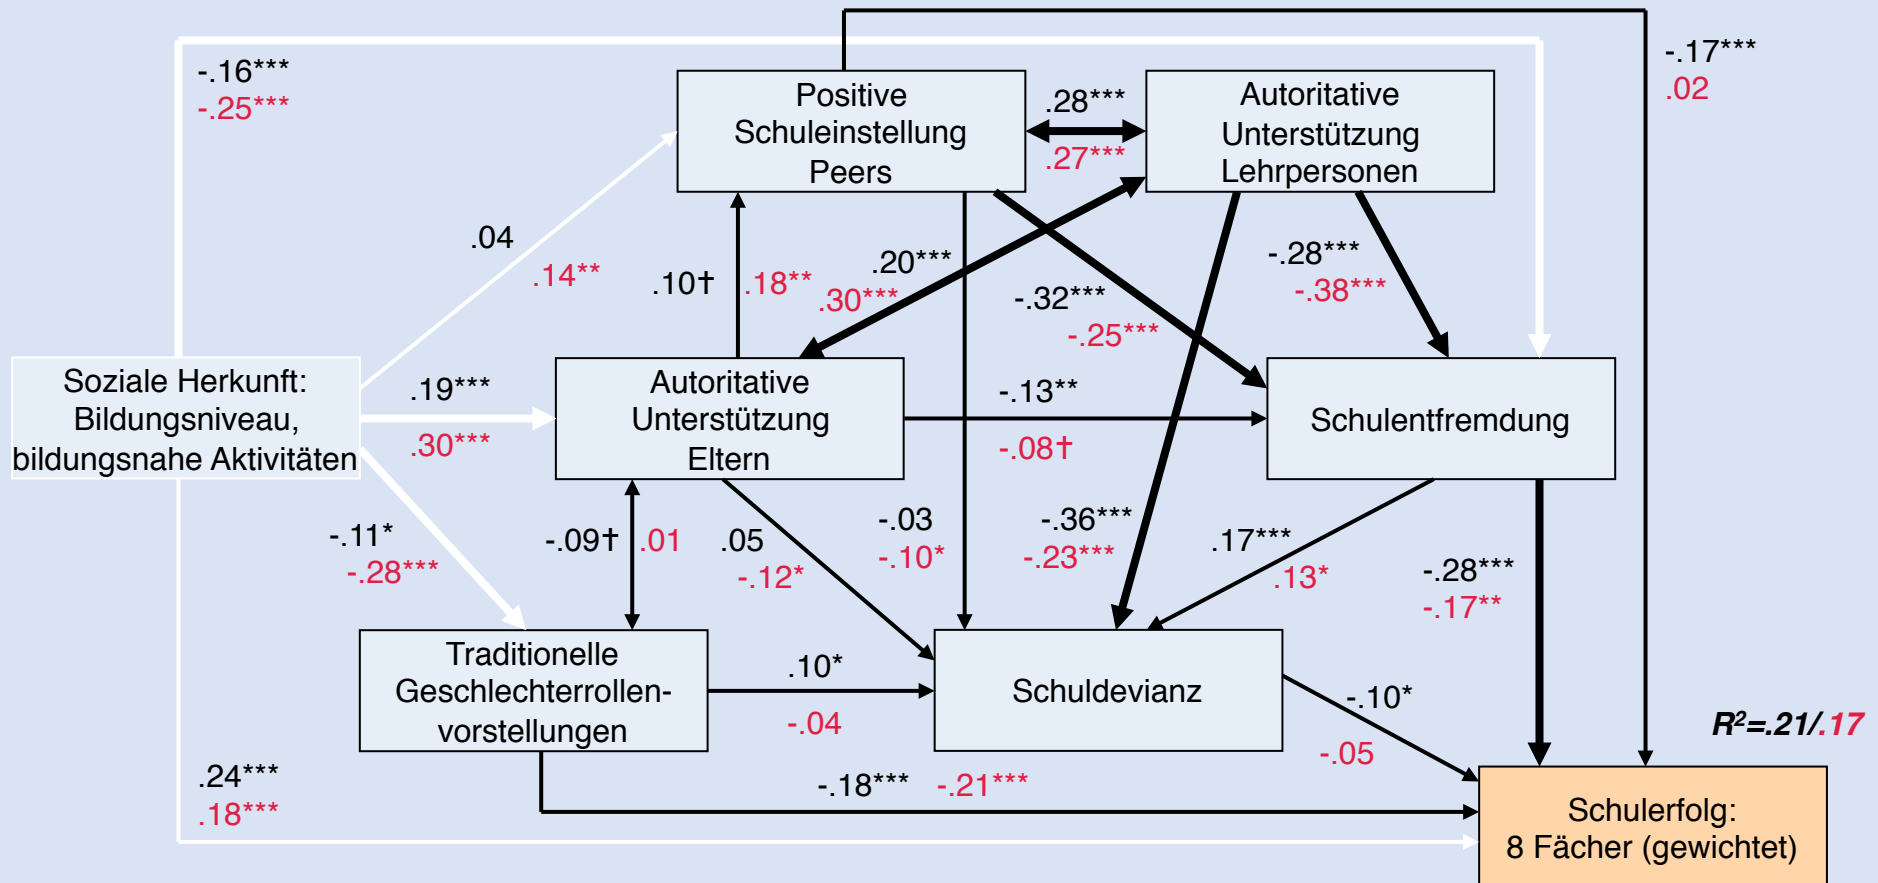 -.16***
-.25***
Positive
Schuleinstellung
Peers
.28***
.27***
Autoritative
Unterstützung
Lehrpersonen
-.17***
.02
.04
.14**
.10†
.18**
.20***
.30***
-.32***
-.25***
-.28***
-.38***
Soziale Herkunft:
Bildungsniveau,
bildungsnahe Aktivitäten
.19***
.30***
Autoritative
Unterstützung
Eltern
-.13**
-.08†
Schulentfremdung
-.11*
-.28***
-.09†
.01
.05
-.12*
-.03
-.10*
-.36***
-.23***
.17***
.13*
-.28***
-.17**
Traditionelle
Geschlechterrollen-
vorstellungen
.10*
-.04
Schuldevianz
-.10*
-.05
R²=.21/.17
.24***
.18***
-.18*** -.21***
Schulerfolg:
8 Fächer (gewichtet)